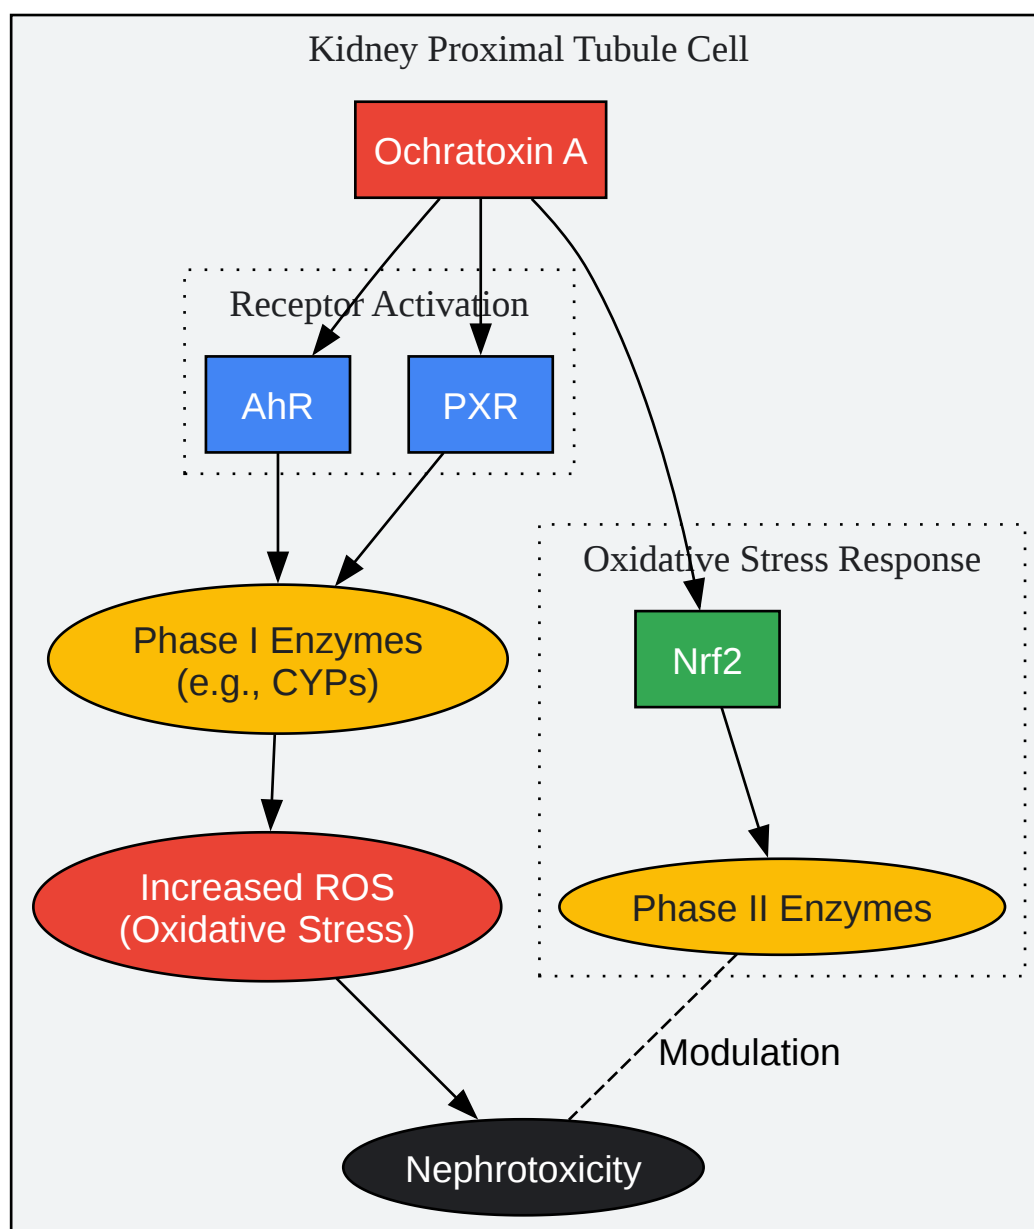 Kidney Proximal Tubule Cell
Ochratoxin A
Receptor Activation
AhR
PXR
Oxidative Stress Response
Phase I Enzymes
(e.g., CYPs)
Nrf2
Increased ROS
(Oxidative Stress)
Phase II Enzymes
Modulation
Nephrotoxicity